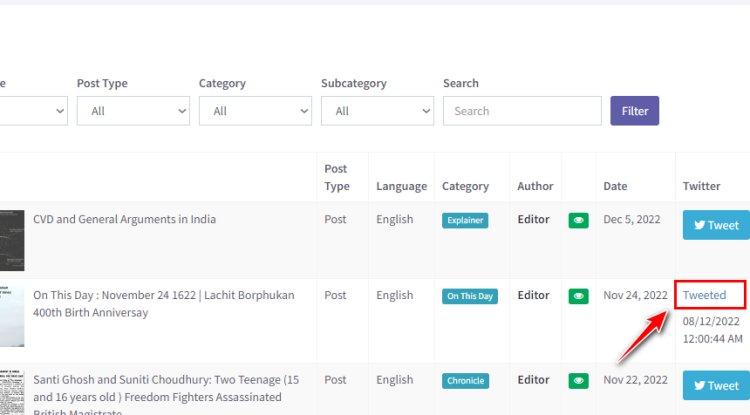 e
Post Type
Category
Subcategory
Search
All
All
All
Search
Filter
Post
Type
Language
Category
Author
Date
Twitter
CVD and General Arguments in India
Post
English
Explainer
Editor
Dec 5, 2022
Tweet
On This Day : November 24 1622 | Lachit Borphukan
400th Birth Anniversay
Post
English
On This Day
Editor
Nov 24, 2022
Tweeted
08/12/2022
12:00:44 AM
Santi Ghosh and Suniti Choudhury: Two Teenage (15
and 16 years old ) Freedom Fighters Assassinated
British Magistrate
Post
English
Chronicle
Editor
Nov 22, 2022
Tweet